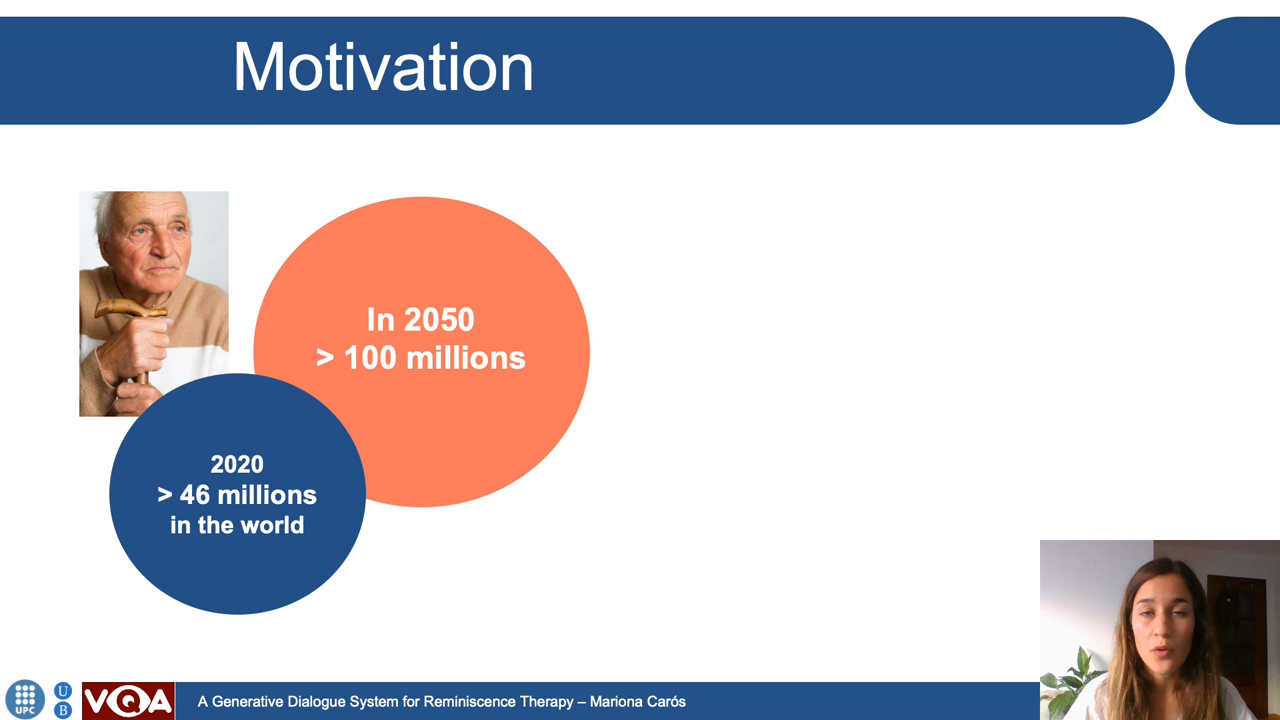 Motivation
In 2050
> 100 millions
2020
> 46 millions
in the world
UPC
U
B
VQA
A Generative Dialogue System for Reminiscence Therapy – Mariona Carós